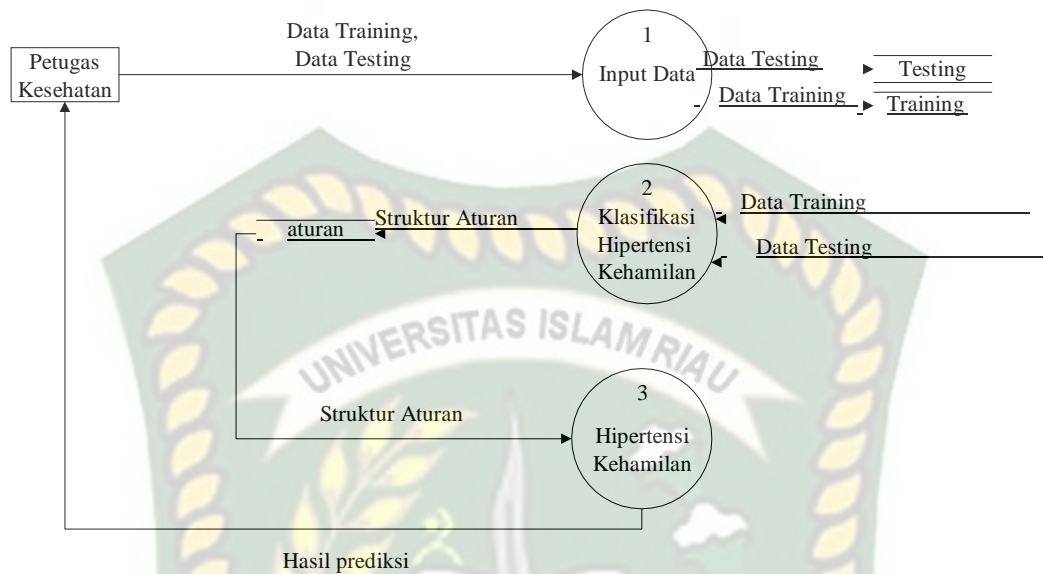 Data Training,
Data Testing
Petugas
Kesehatan
1
Input Data
Data Testing
Testing
Data Training
Training
2
Klasifikasi
Hipertensi
Kehamilan
Data Training
Data Testing
Struktur Aturan
aturan
UNIVERSITAS ISLAM RIAU
3
Hipertensi
Kehamilan
Struktur Aturan
Hasil prediksi